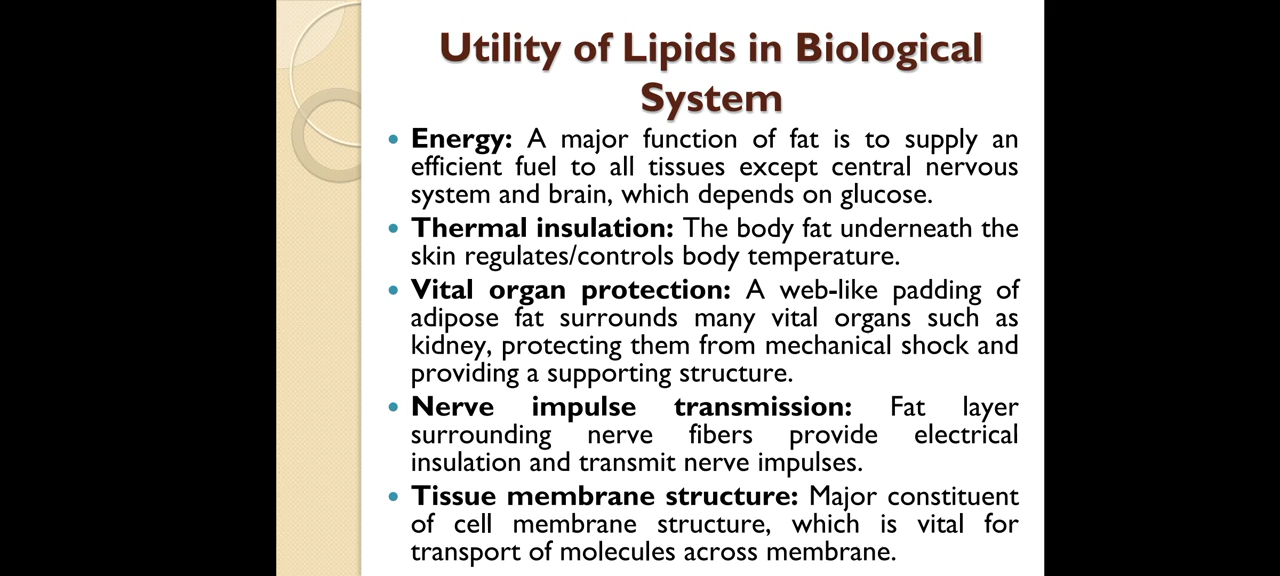 Utility of Lipids in Biological
System
• Energy: A major function of fat is to supply an
efficient fuel to all tissues except central nervous
system and brain, which depends on glucose.
• Thermal insulation: The body fat underneath the
skin regulates/controls body temperature.
• Vital organ protection: A web-like padding of
adipose fat surrounds many vital organs such as
kidney, protecting them from mechanical shock and
providing a supporting structure.
• Nerve impulse transmission: Fat layer
surrounding nerve fibers provide electrical
insulation and transmit nerve impulses.
• Tissue membrane structure: Major constituent
of cell membrane structure, which is vital for
transport of molecules across membrane.